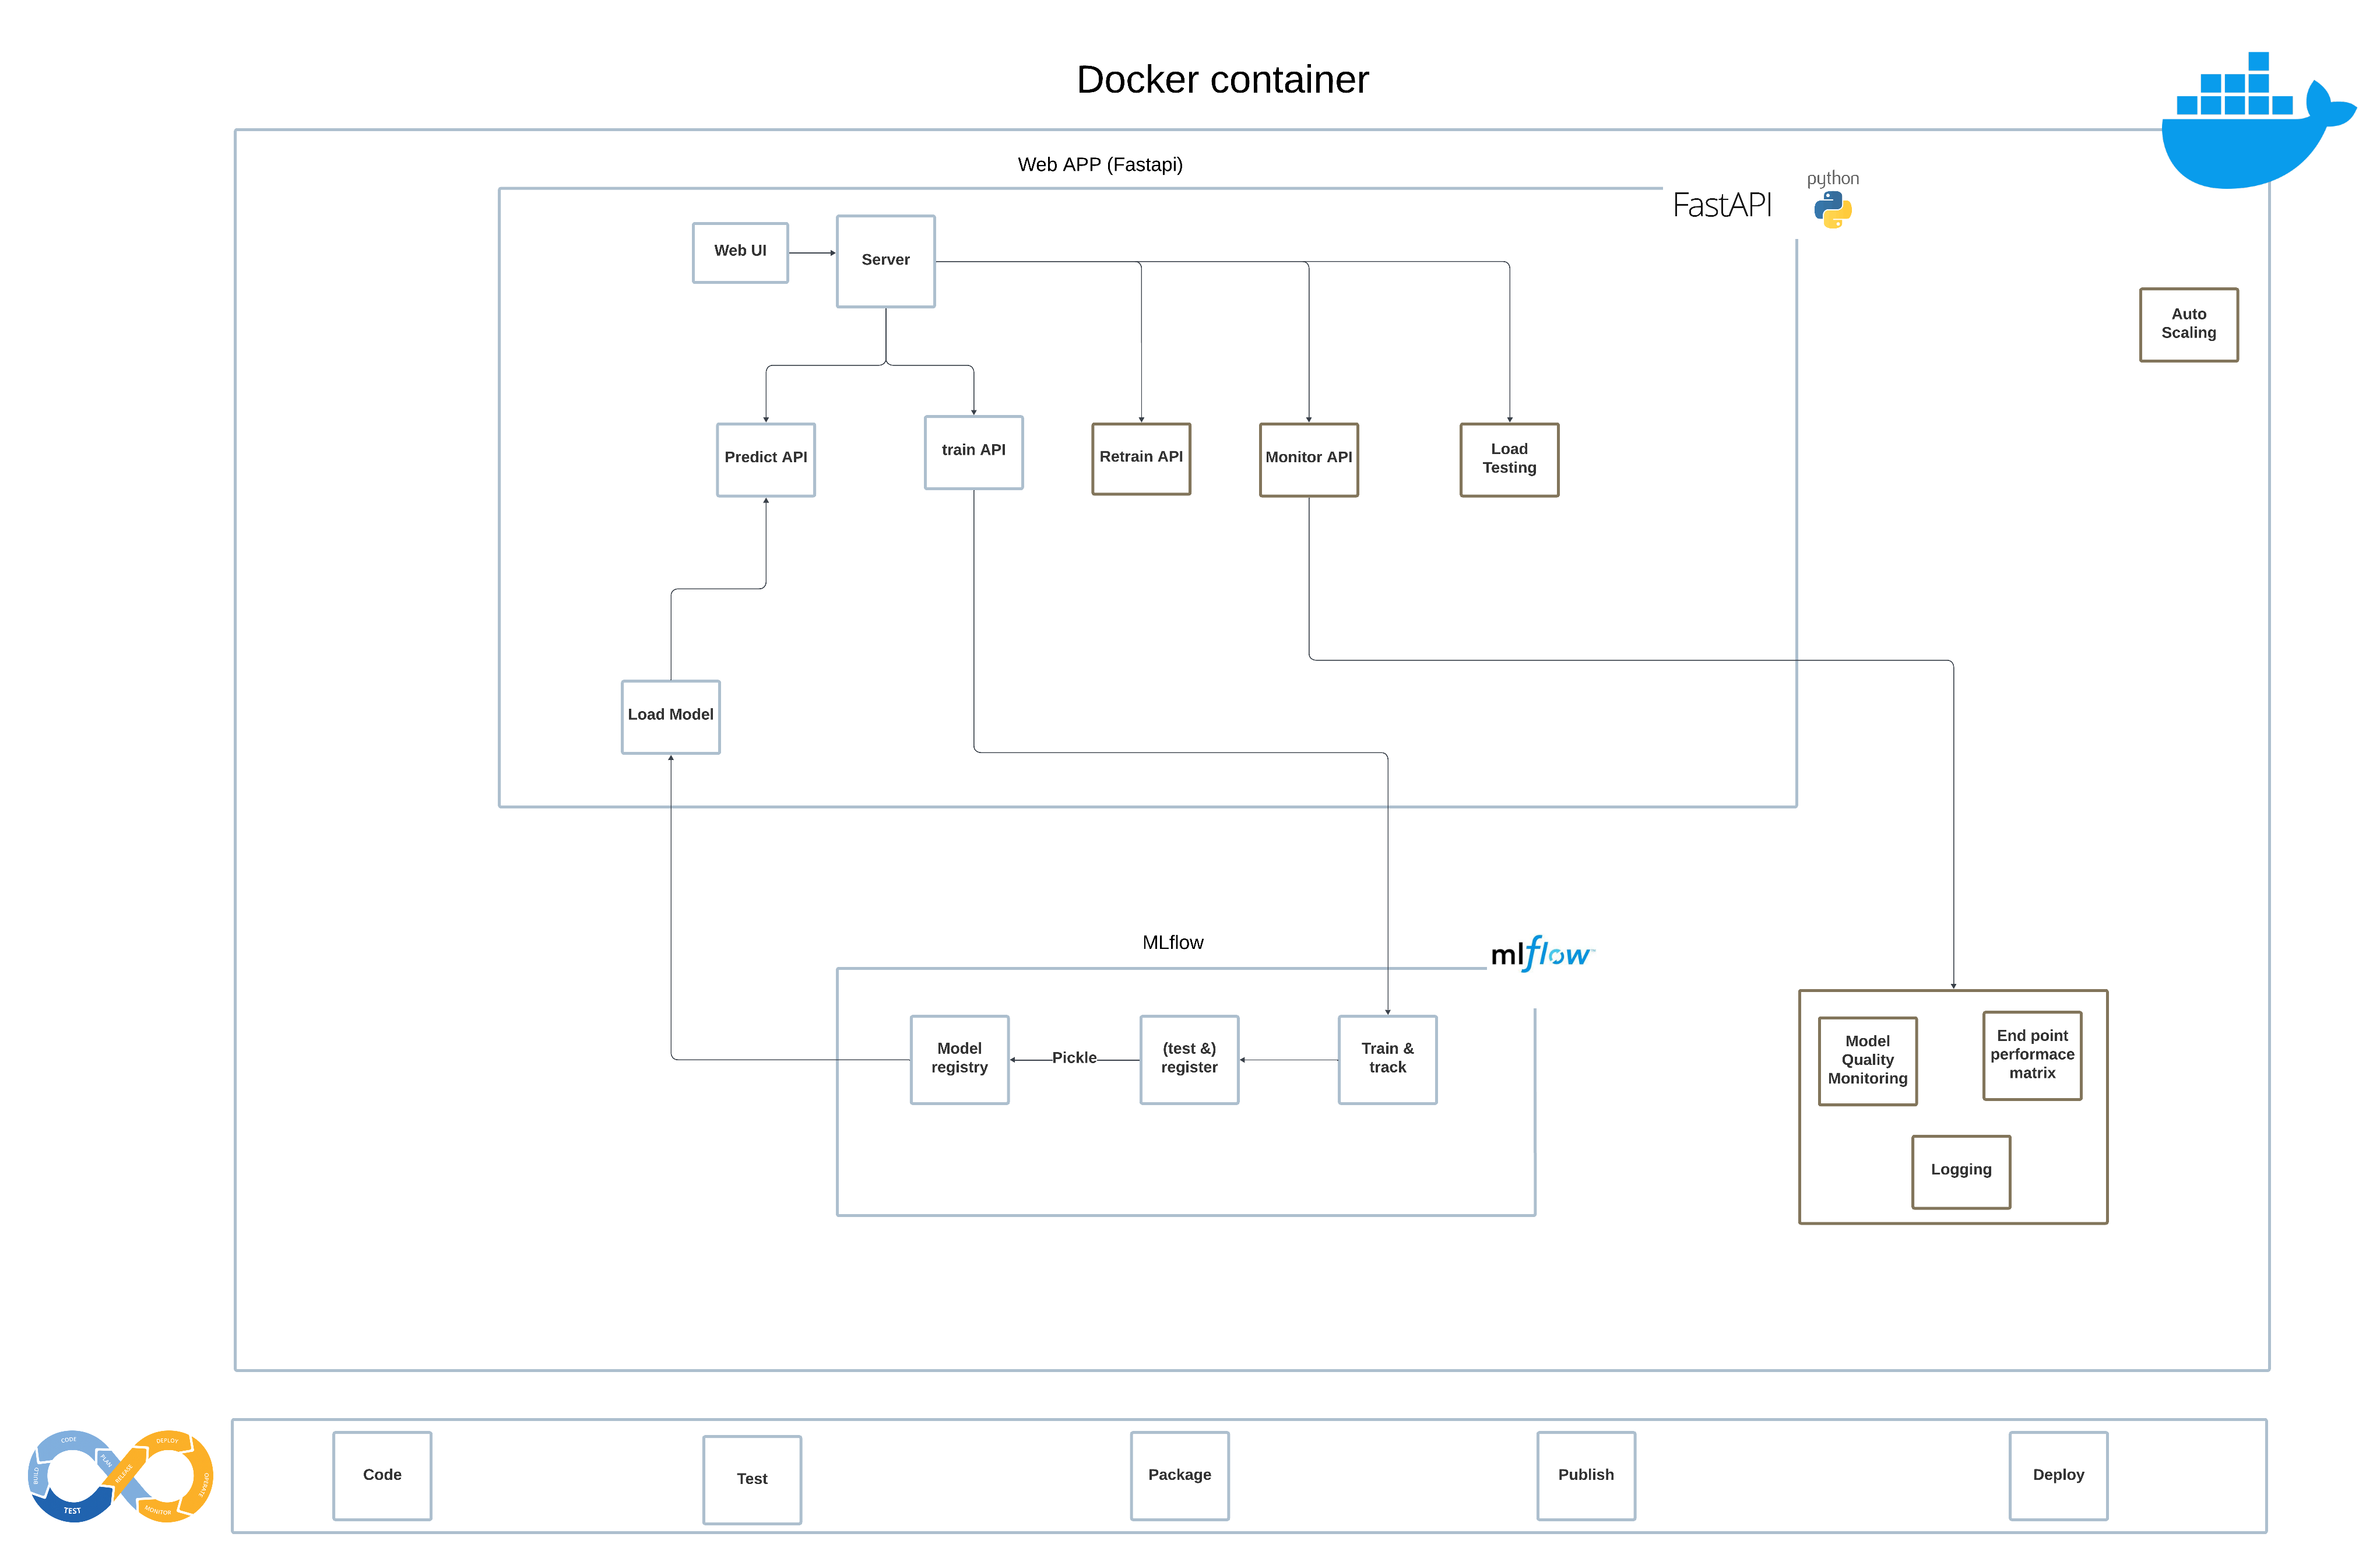 Docker container
Web APP (Fastapi)
FastAPI
python
Web UI
Server
Auto
Scaling
Predict API
train API
Retrain API
Monitor API
Load
Testing
Load Model
MLflow
mlflow
Model
registry
Pickle
(test &)
register
Train &
track
Model
Quality
Monitoring
End point
performace
matrix
Logging
CODE
PLAN
BUILD
TEST
RELEASE
DEPLOY
OPERATE
MONITOR
Code
Test
Package
Publish
Deploy